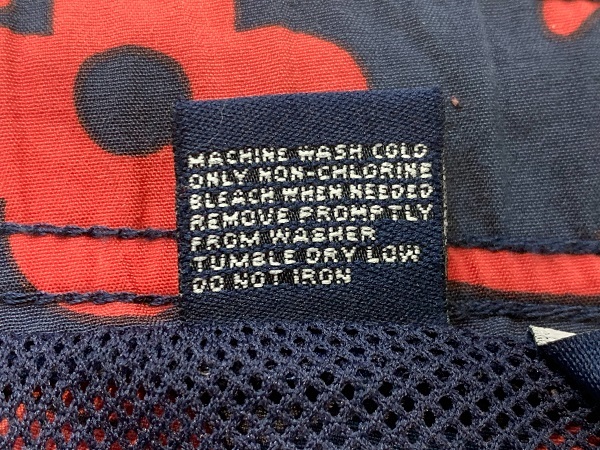 MACHINE WASH COLD
ONLY NON-CHLORINE
BLEACH WHEN NEEDED
REMOVE PROMPTLY
FROM WASHER
TUMBLE DRY LOW
DO NOT IRON